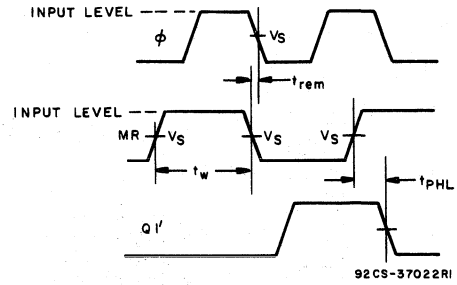 INPUT LEVEL
ϕ
VS
trem
INPUT LEVEL
MR VS VS VS
tw
tPHL
Q1'
92CS-37022R1